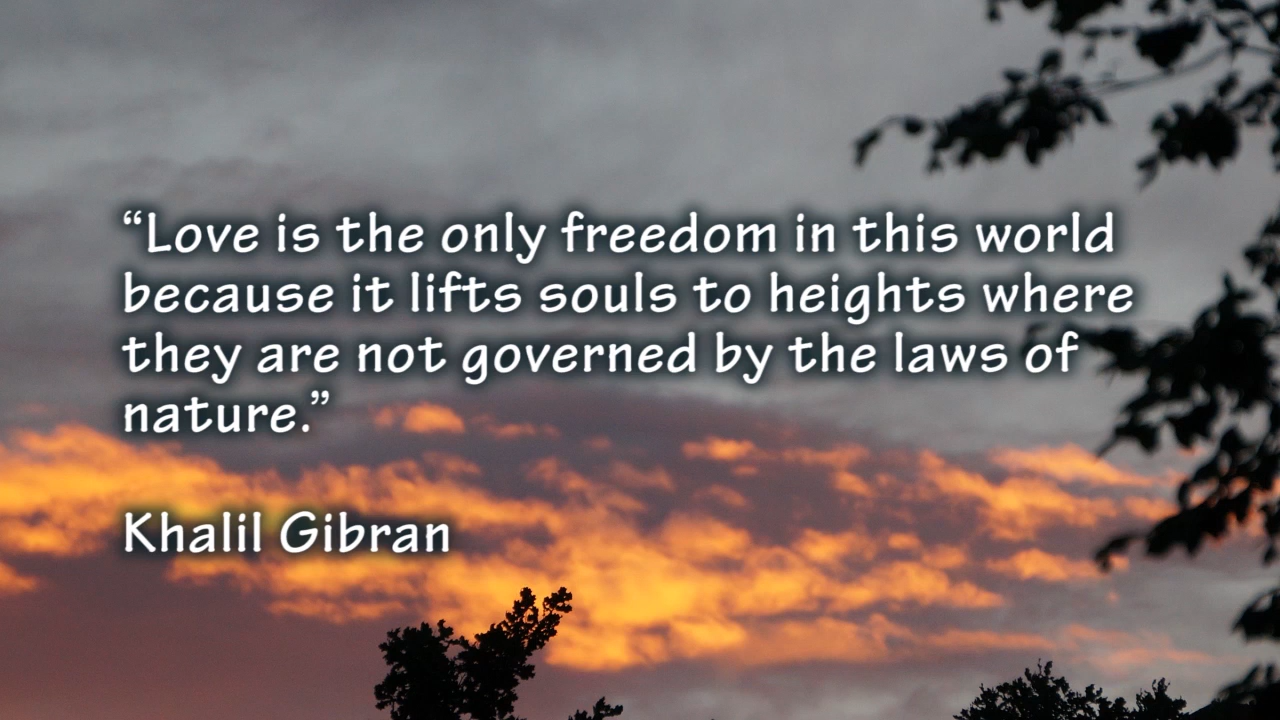 “Love is the only freedom in this world
because it lifts souls to heights where
they are not governed by the laws of
nature.”
Khalil Gibran